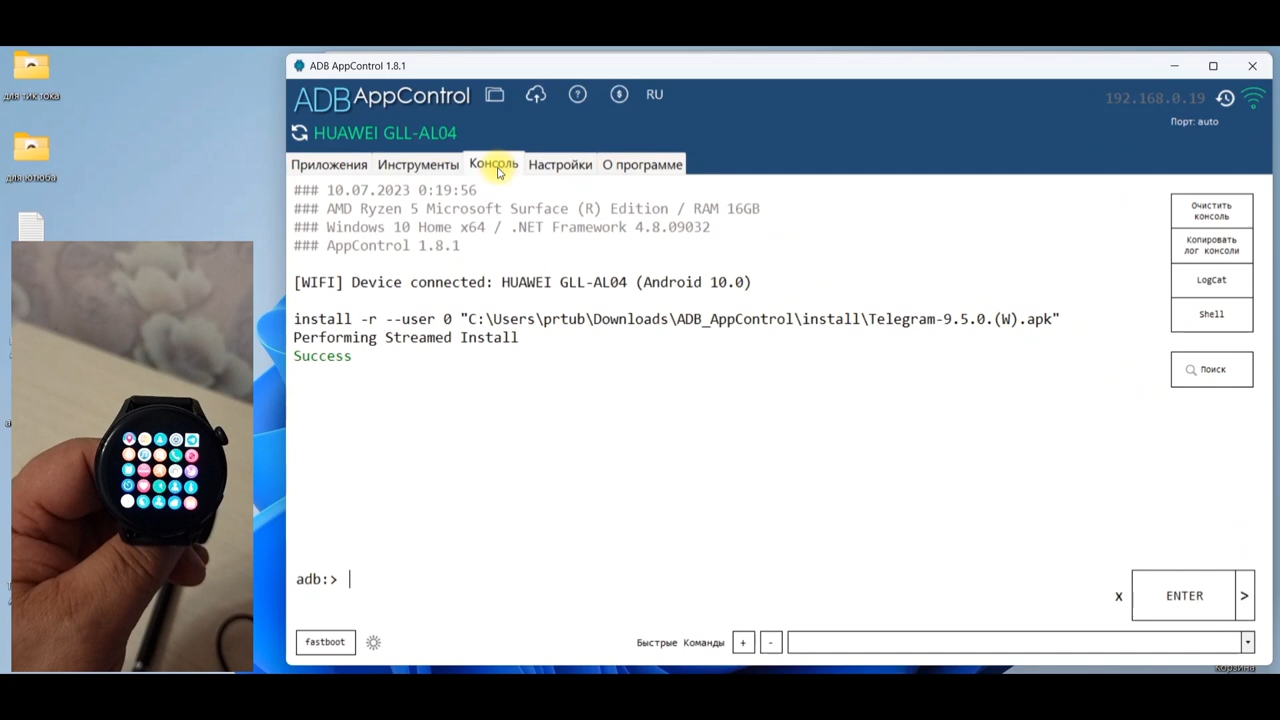 для тик тока
для ютюба
ADB AppControl 1.8.1
ADB AppControl
RU
192.168.0.19
Порт: auto
HUAWEI GLL-AL04
Приложения
Инструменты
Консоль
Настройки
О программе
### 10.07.2023 0:19:56
### AMD Ryzen 5 Microsoft Surface (R) Edition / RAM 16GB
### Windows 10 Home x64 / .NET Framework 4.8.09032
### AppControl 1.8.1
[WIFI] Device connected: HUAWEI GLL-AL04 (Android 10.0)
install -r --user 0 "C:\Users\prtub\Downloads\ADB_AppControl\install\Telegram-9.5.0.(W).apk"
Performing Streamed Install
Success
Очистить
консоль
Копировать
лог консоли
LogCat
Shell
Поиск
adb:>
x
ENTER
>
fastboot
Быстрые Команды
+
-
корзина